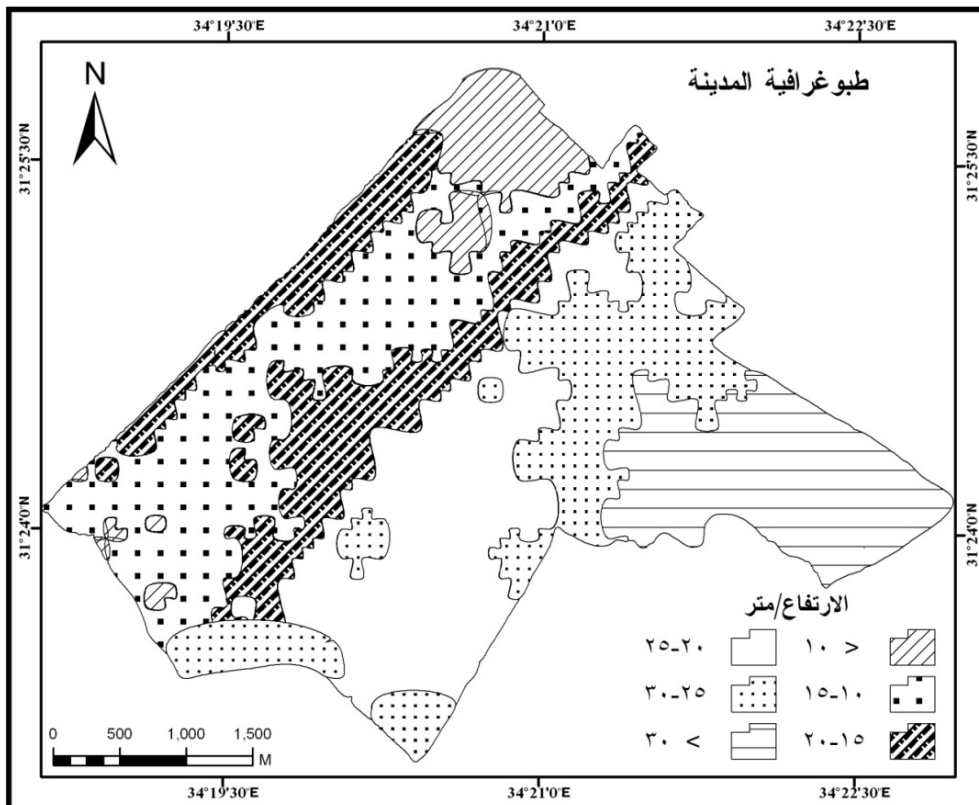 34°19'30"E 34°21'0"E 34°22'30"E
طبوغرافية المدينة
N
31°25'30"N 31°25'30"N
31°24'0"N 31°24'0"N
الارتفاع/متر
١٠ > ٢٠-٢٥
١٠-١٥ ٢٥-٣٠
١٥-٢٠ ٣٠ <
0 500 1,000 1,500
M
34°19'30"E 34°21'0"E 34°22'30"E